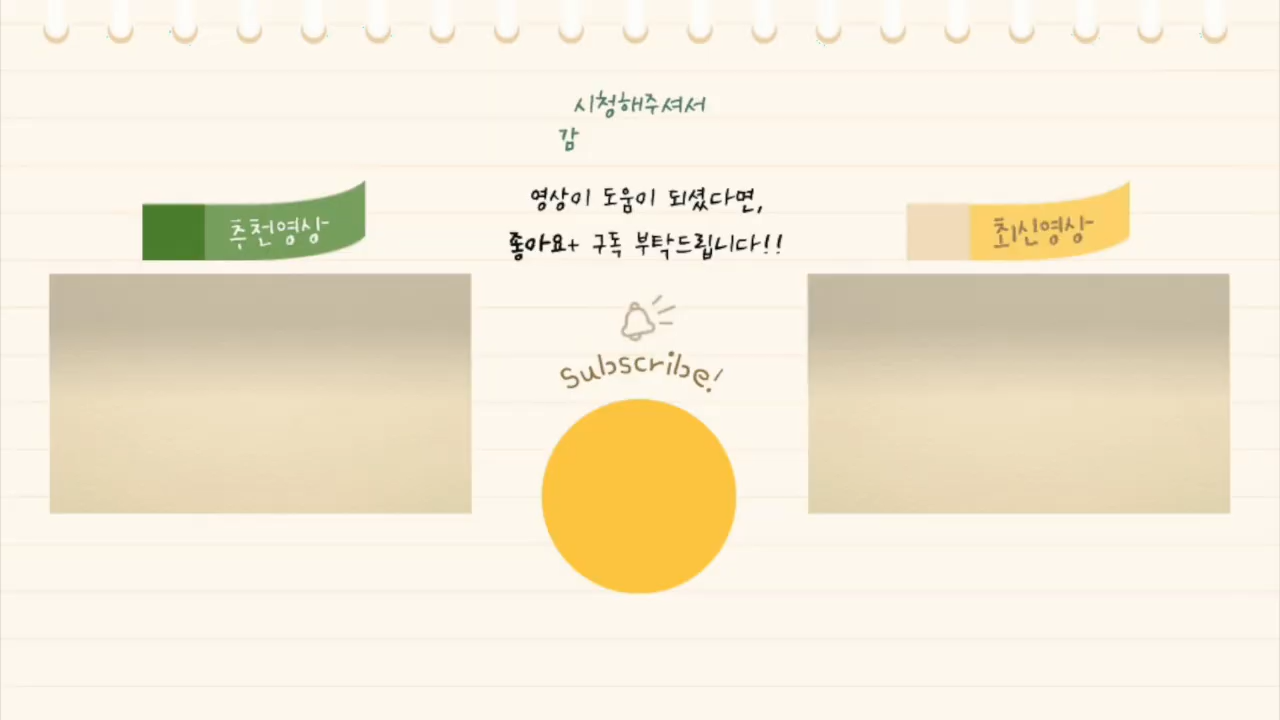 시청해주셔서
감
영상이 도움이 되셨다면,
좋아요+ 구독 부탁드립니다!!
추천영상
최신영상
Subscribe!